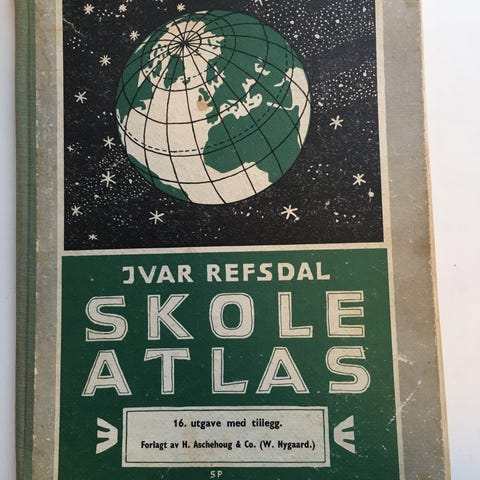 JVAR REFSDAL
SKOLE
ATLAS
16. utgave med tillegg.
Forlagt av H. Aschehoug & Co. (W. Nygaard.)
SP